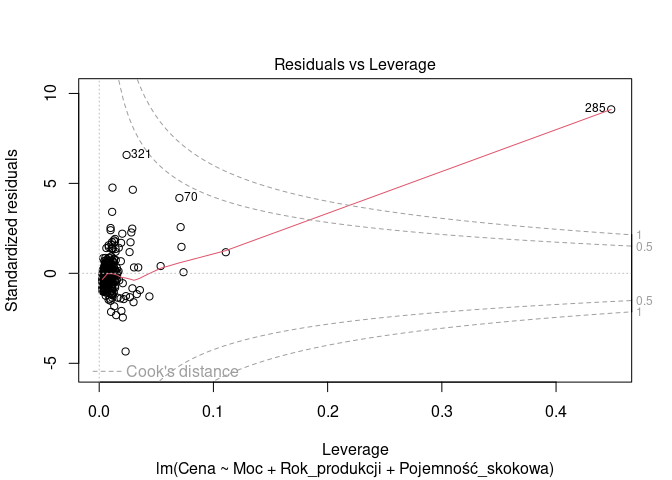 Residuals vs Leverage
Standardized residuals
10
5
0
-5
285
321
70
1
0.5
0.5
1
Cook's distance
0.0 0.1 0.2 0.3 0.4
Leverage
lm(Cena ~ Moc + Rok_produkcji + Pojemność_skokowa)